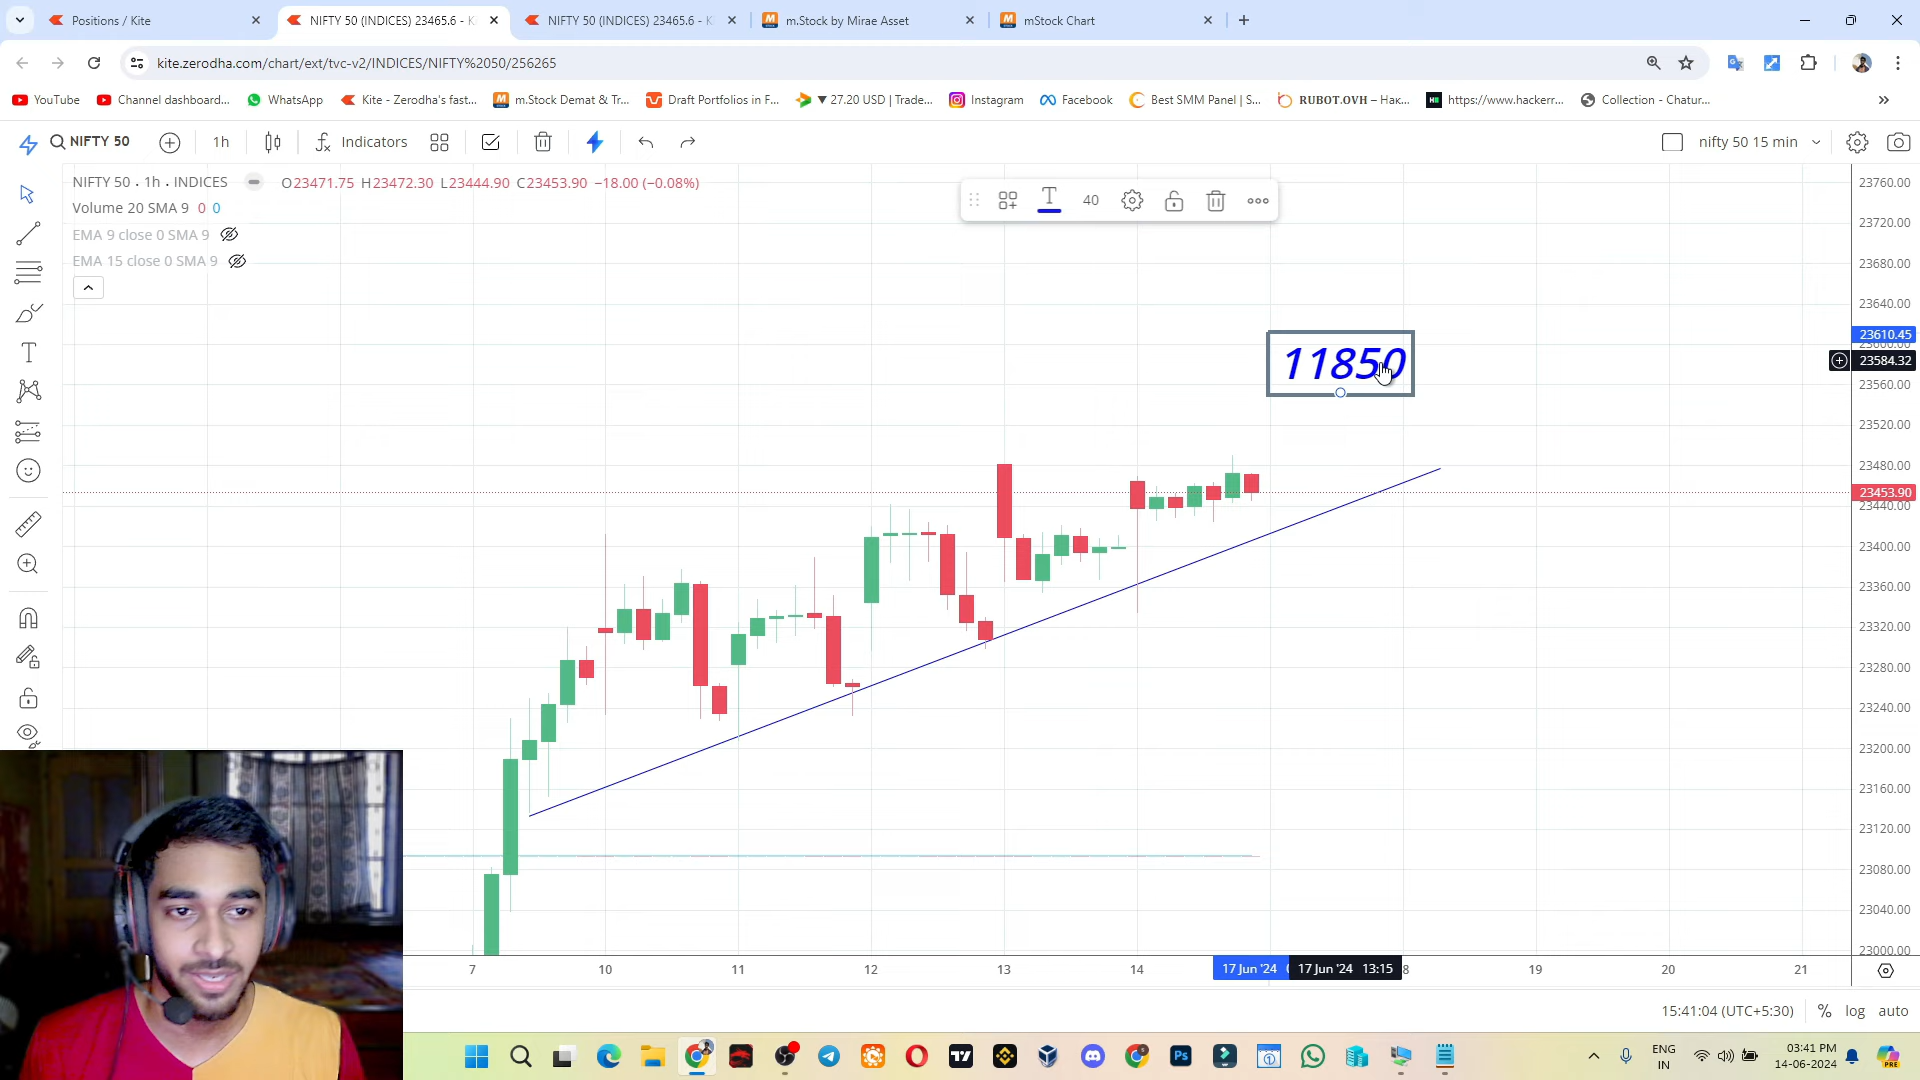 Positions / Kite
NIFTY 50 (INDICES) 23465.6 - K
NIFTY 50 (INDICES) 23465.6 - K
m.Stock by Mirae Asset
mStock Chart
kite.zerodha.com/chart/ext/tvc-v2/INDICES/NIFTY%2050/256265
YouTube
Channel dashboard...
WhatsApp
Kite - Zerodha's fast...
m.Stock Demat & Tr...
Draft Portfolios in F...
▼ 27.20 USD | Trade...
Instagram
Facebook
Best SMM Panel | S...
RUBOT.OVH – Нак...
https://www.hackerr...
Collection - Chatur...
NIFTY 50
1h
Indicators
nifty 50 15 min
NIFTY 50 · 1h · INDICES
O23471.75 H23472.30 L23444.90 C23453.90 −18.00 (−0.08%)
Volume 20 SMA 9 0 0
EMA 9 close 0 SMA 9
EMA 15 close 0 SMA 9
40
11850
23760.00
23720.00
23680.00
23640.00
23610.45
23584.32
23560.00
23520.00
23480.00
23453.90
23440.00
23400.00
23360.00
23320.00
23280.00
23240.00
23200.00
23160.00
23120.00
23080.00
23040.00
23000.00
7
10
11
12
13
14
17 Jun '24
17 Jun '24 13:15
19
20
21
15:41:04 (UTC+5:30)
%
log
auto
ENG
IN
03:41 PM
14-06-2024